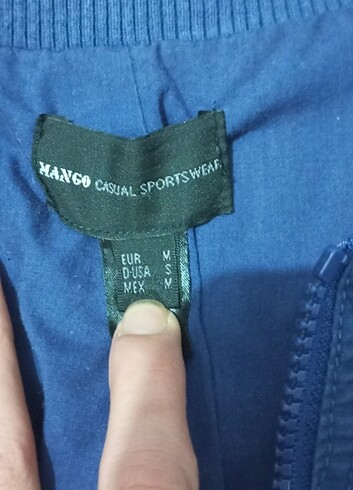 MANGO CASUAL SPORTSWEAR
EUR M
D-USA S
MEX M